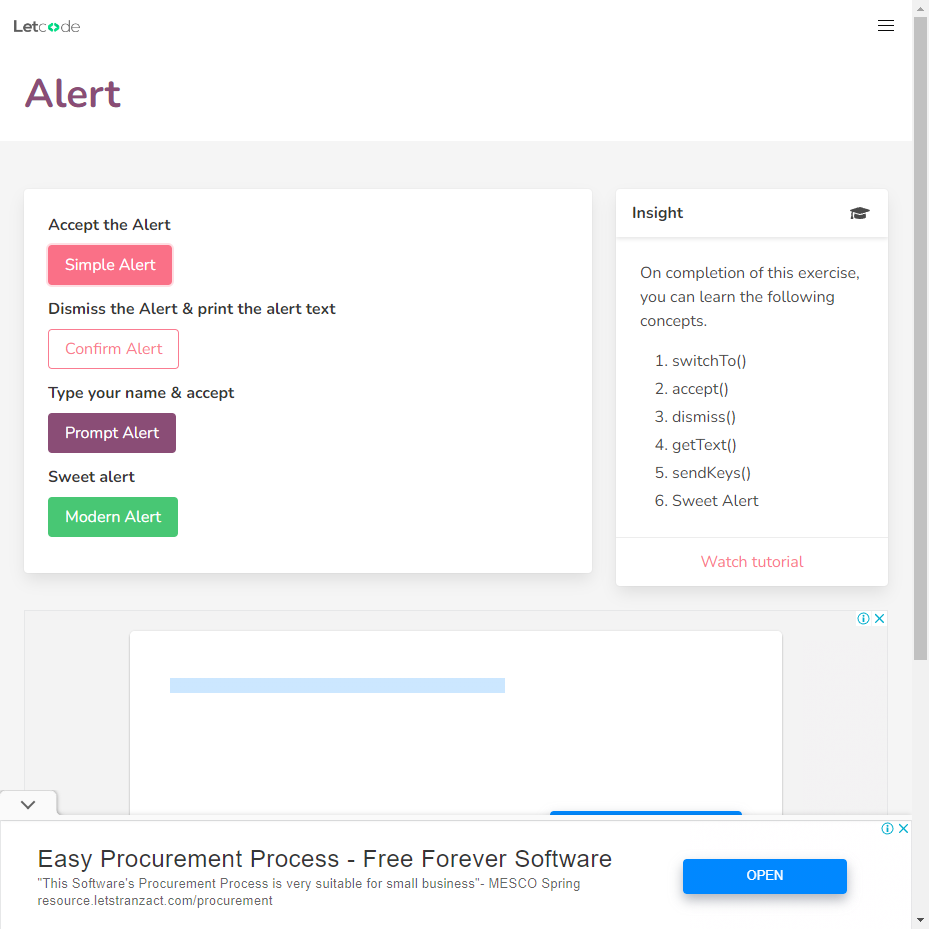 Letcode
Alert
Accept the Alert
Simple Alert
Dismiss the Alert & print the alert text
Confirm Alert
Type your name & accept
Prompt Alert
Sweet alert
Modern Alert
Insight
On completion of this exercise,
you can learn the following
concepts.
1. switchTo()
2. accept()
3. dismiss()
4. getText()
5. sendKeys()
6. Sweet Alert
Watch tutorial
Easy Procurement Process - Free Forever Software
"This Software's Procurement Process is very suitable for small business"- MESCO Spring
resource.letstranzact.com/procurement
OPEN